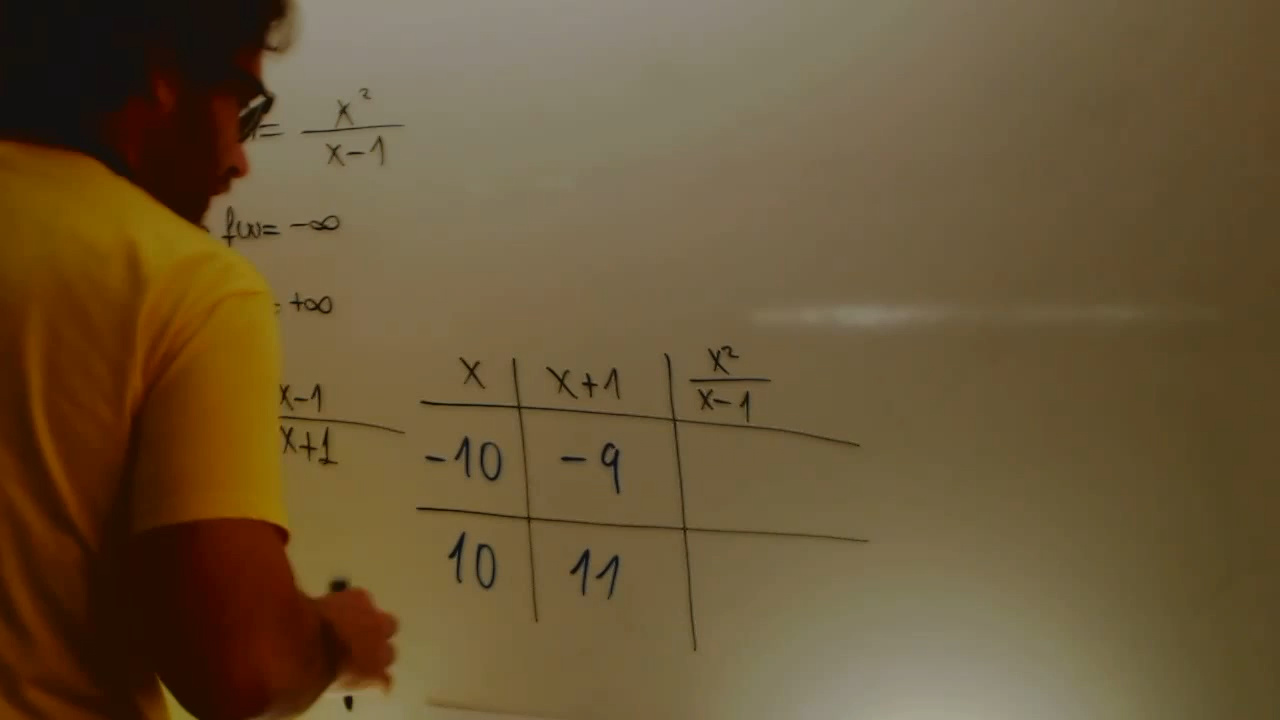 = x²
x-1
f(x)= -∞
= +∞
x-1
x+1
x x+1 x²
x-1
-10 -9
10 11